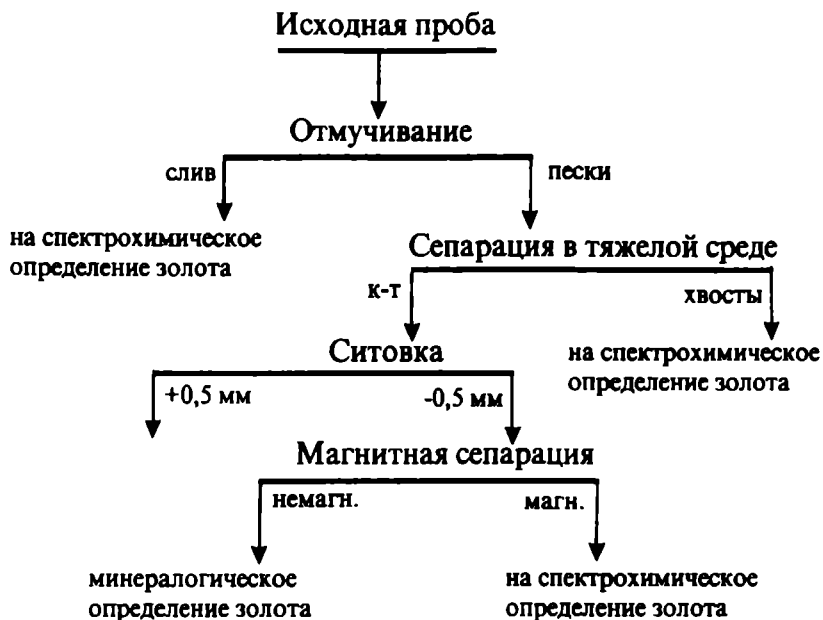 Исходная проба
Отмучивание
слив
пески
на спектрохимическое
определение золота
Сепарация в тяжелой среде
к-т
хвосты
Ситовка
на спектрохимическое
определение золота
+0,5 мм
-0,5 мм
Магнитная сепарация
немагн.
магн.
минералогическое
определение золота
на спектрохимическое
определение золота